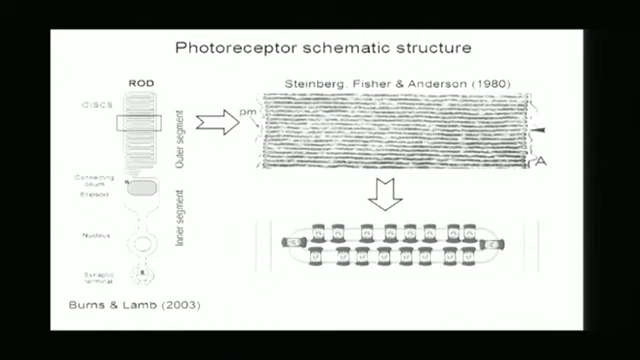 Photoreceptor schematic structure
ROD
Steinberg, Fisher & Anderson (1980)
DISCS
pm
Outer segment
A
Connecting
cilium
Ellipsoid
Inner segment
Nucleus
Synaptic
terminal
Burns & Lamb (2003)